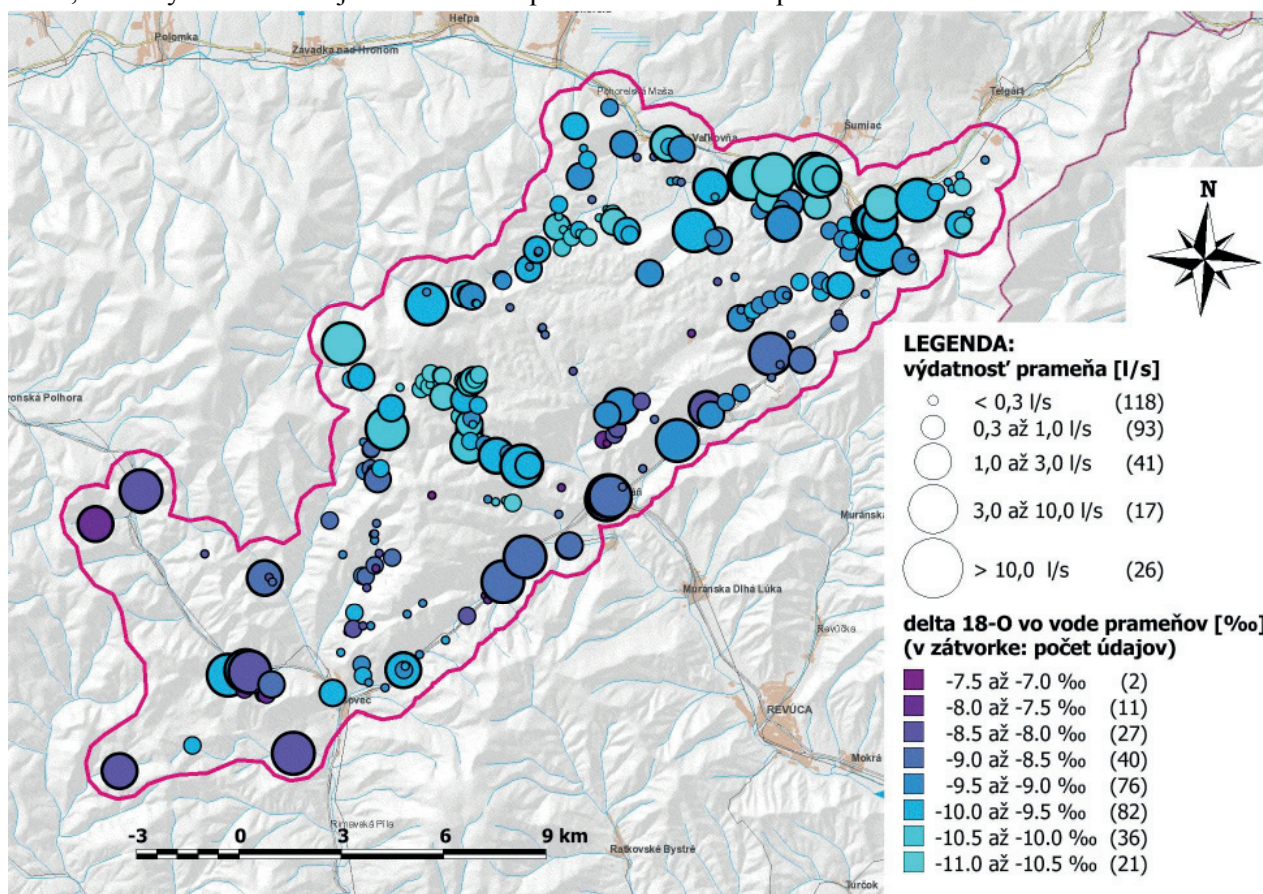 Polomka
Závadka nad Hronom
Heľpa
Pohorelská Maša
Vaľkovňa
Šumiac
Telgárt
N
ronská Polhora
Muránska Dlhá Lúka
Revúčka
REVÚCA
Mokrá
Rimavská Píla
Ratkovské Bystré
Turčok
-3 0 3 6 9 km
LEGENDA:
výdatnosť prameňa [l/s]
< 0,3 l/s (118)
0,3 až 1,0 l/s (93)
1,0 až 3,0 l/s (41)
3,0 až 10,0 l/s (17)
> 10,0 l/s (26)
delta 18-O vo vode prameňov [‰]
(v zátvorke: počet údajov)
-7.5 až -7.0 ‰ (2)
-8.0 až -7.5 ‰ (11)
-8.5 až -8.0 ‰ (27)
-9.0 až -8.5 ‰ (40)
-9.5 až -9.0 ‰ (76)
-10.0 až -9.5 ‰ (82)
-10.5 až -10.0 ‰ (36)
-11.0 až -10.5 ‰ (21)